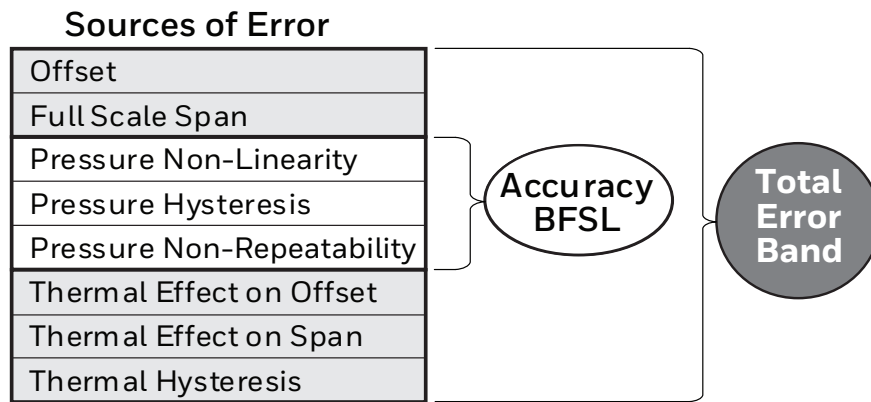 Sources of Error
Offset
Full Scale Span
Pressure Non-Linearity
Pressure Hysteresis
Pressure Non-Repeatability
Thermal Effect on Offset
Thermal Effect on Span
Thermal Hysteresis
Accuracy
BFSL
Total
Error
Band